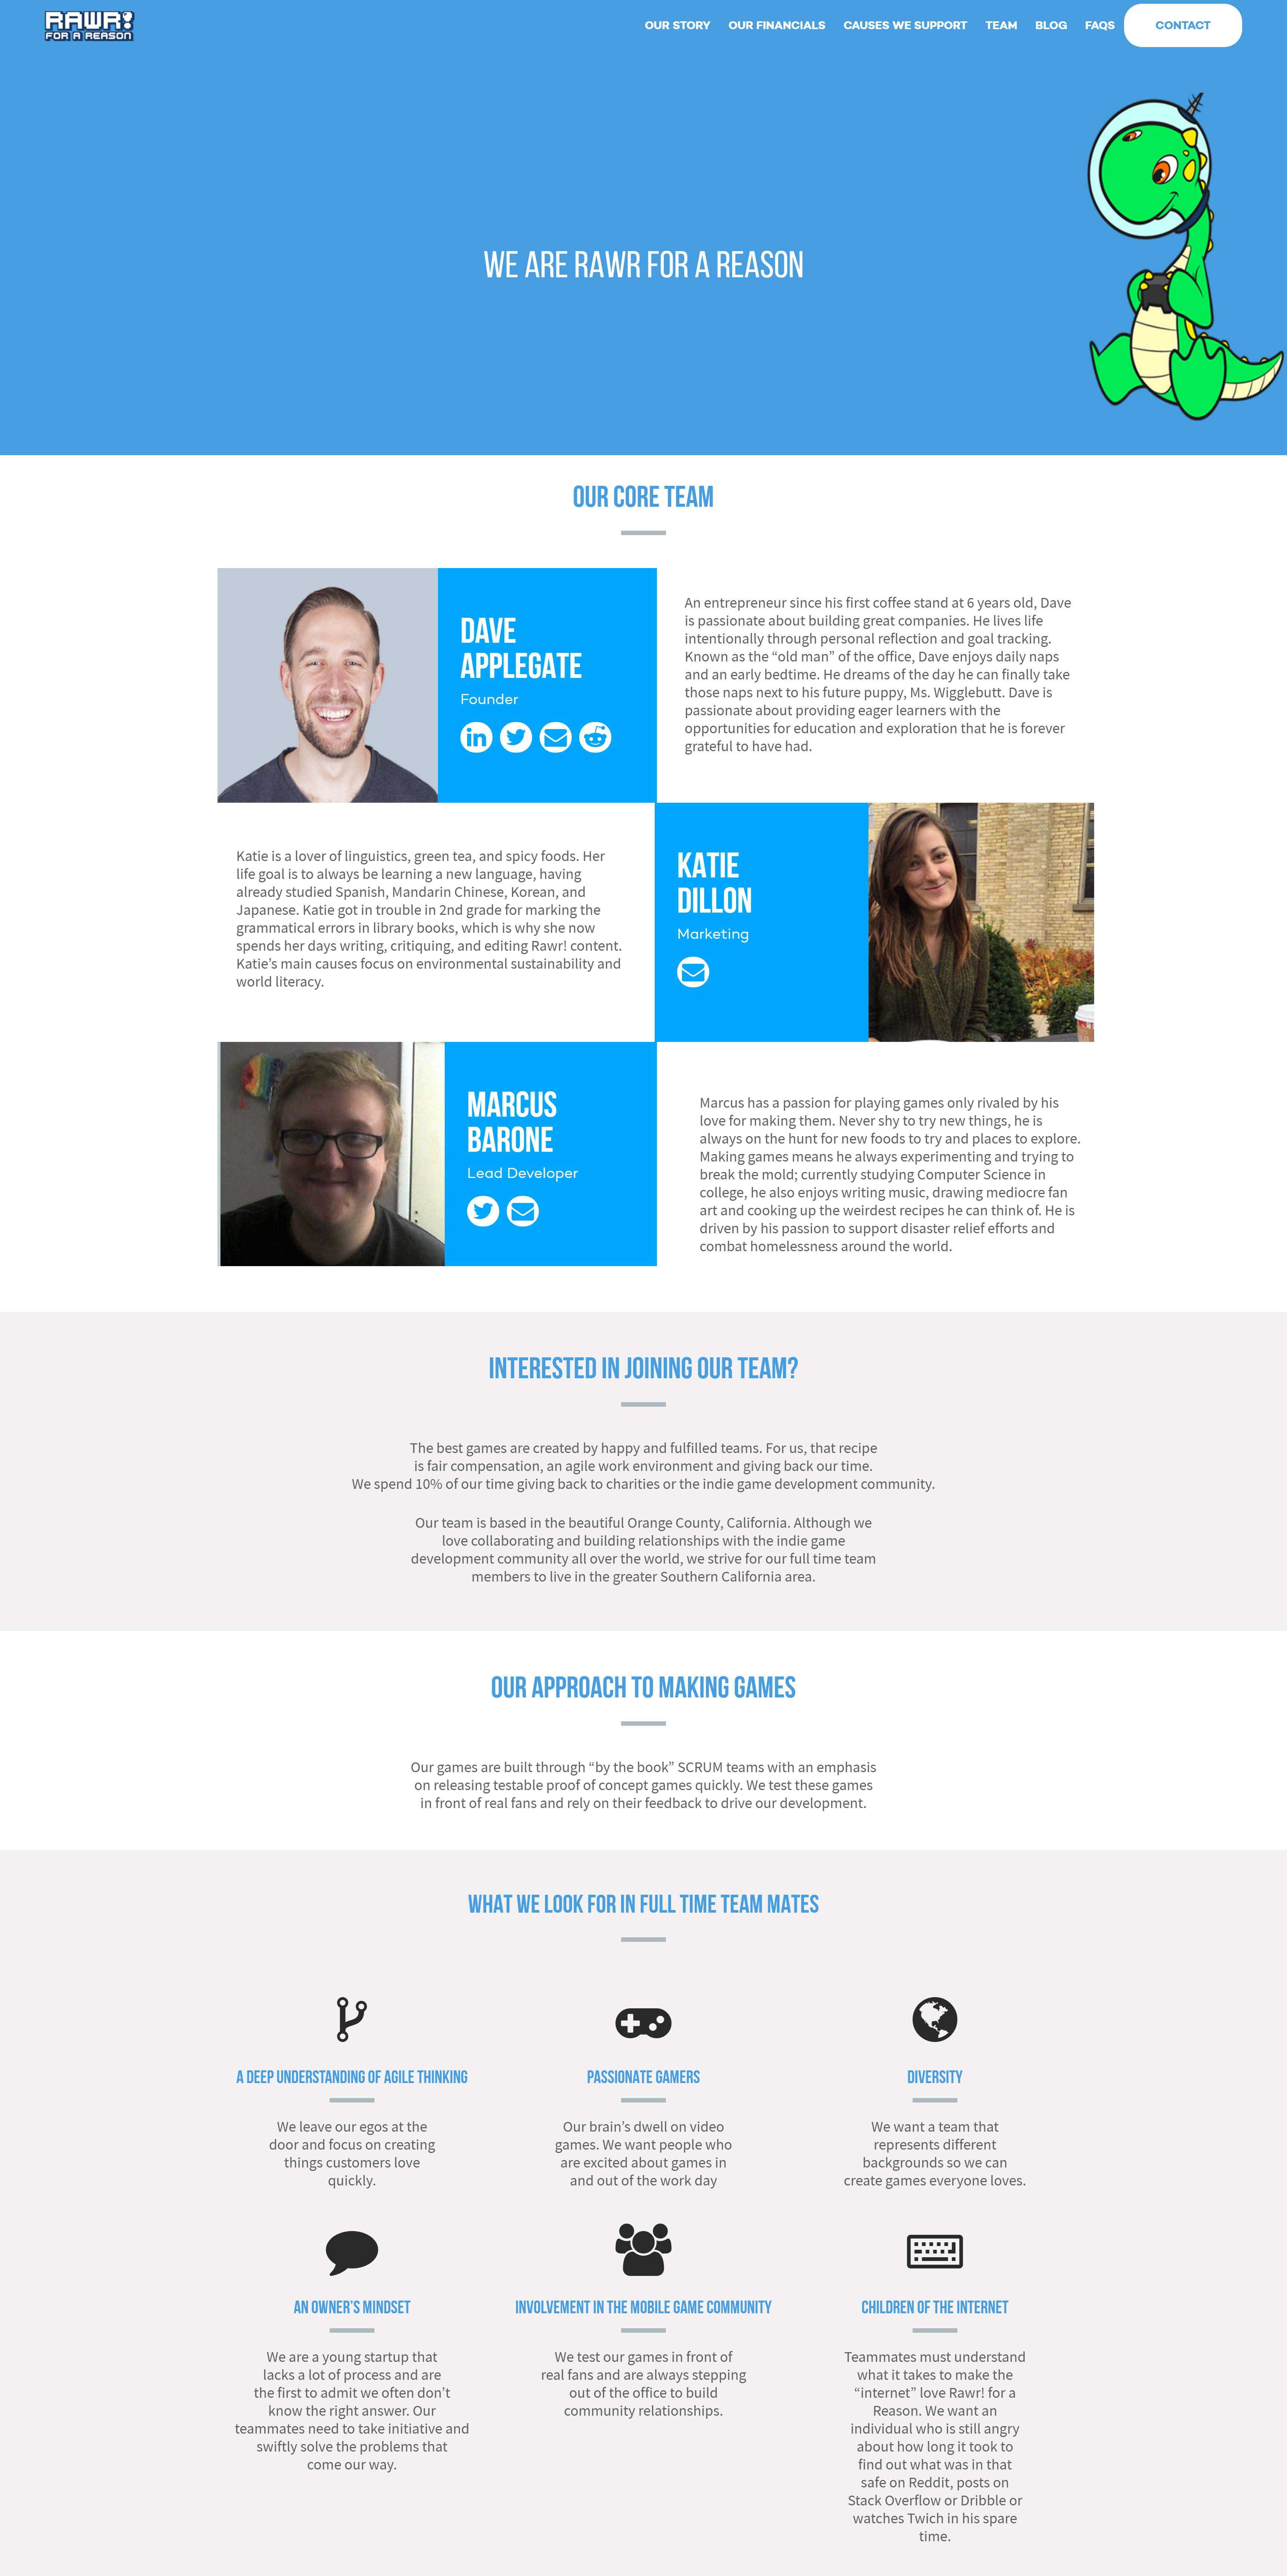 RAWR!
FOR A REASON
OUR STORY OUR FINANCIALS CAUSES WE SUPPORT TEAM BLOG FAQS CONTACT
WE ARE RAWR FOR A REASON
OUR CORE TEAM
DAVE
APPLEGATE
Founder
An entrepreneur since his first coffee stand at 6 years old, Dave
is passionate about building great companies. He lives life
intentionally through personal reflection and goal tracking.
Known as the “old man” of the office, Dave enjoys daily naps
and an early bedtime. He dreams of the day he can finally take
those naps next to his future puppy, Ms. Wigglebutt. Dave is
passionate about providing eager learners with the
opportunities for education and exploration that he is forever
grateful to have had.
Katie is a lover of linguistics, green tea, and spicy foods. Her
life goal is to always be learning a new language, having
already studied Spanish, Mandarin Chinese, Korean, and
Japanese. Katie got in trouble in 2nd grade for marking the
grammatical errors in library books, which is why she now
spends her days writing, critiquing, and editing Rawr! content.
Katie’s main causes focus on environmental sustainability and
world literacy.
KATIE
DILLON
Marketing
MARCUS
BARONE
Lead Developer
Marcus has a passion for playing games only rivaled by his
love for making them. Never shy to try new things, he is
always on the hunt for new foods to try and places to explore.
Making games means he always experimenting and trying to
break the mold; currently studying Computer Science in
college, he also enjoys writing music, drawing mediocre fan
art and cooking up the weirdest recipes he can think of. He is
driven by his passion to support disaster relief efforts and
combat homelessness around the world.
INTERESTED IN JOINING OUR TEAM?
The best games are created by happy and fulfilled teams. For us, that recipe
is fair compensation, an agile work environment and giving back our time.
We spend 10% of our time giving back to charities or the indie game development community.
Our team is based in the beautiful Orange County, California. Although we
love collaborating and building relationships with the indie game
development community all over the world, we strive for our full time team
members to live in the greater Southern California area.
OUR APPROACH TO MAKING GAMES
Our games are built through “by the book” SCRUM teams with an emphasis
on releasing testable proof of concept games quickly. We test these games
in front of real fans and rely on their feedback to drive our development.
WHAT WE LOOK FOR IN FULL TIME TEAM MATES
A DEEP UNDERSTANDING OF AGILE THINKING
We leave our egos at the
door and focus on creating
things customers love
quickly.
PASSIONATE GAMERS
Our brain’s dwell on video
games. We want people who
are excited about games in
and out of the work day
DIVERSITY
We want a team that
represents different
backgrounds so we can
create games everyone loves.
AN OWNER’S MINDSET
We are a young startup that
lacks a lot of process and are
the first to admit we often don’t
know the right answer. Our
teammates need to take initiative and
swiftly solve the problems that
come our way.
INVOLVEMENT IN THE MOBILE GAME COMMUNITY
We test our games in front of
real fans and are always stepping
out of the office to build
community relationships.
CHILDREN OF THE INTERNET
Teammates must understand
what it takes to make the
“internet” love Rawr! for a
Reason. We want an
individual who is still angry
about how long it took to
find out what was in that
safe on Reddit, posts on
Stack Overflow or Dribble or
watches Twich in his spare
time.